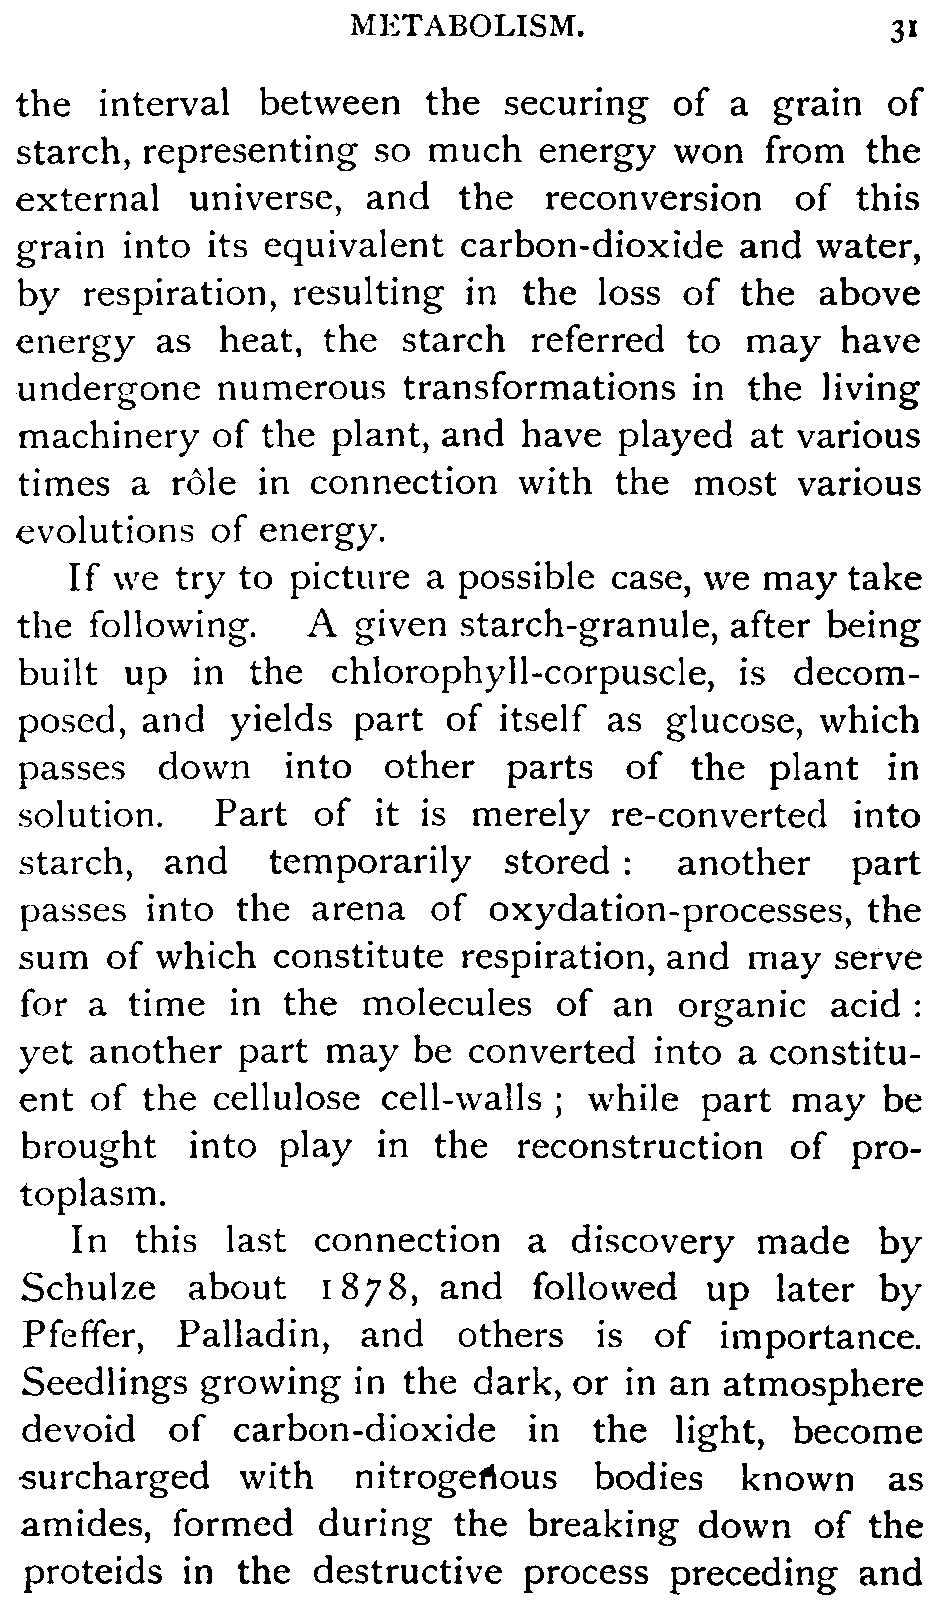 METABOLISM. 31
the interval between the securing of a grain of
starch, representing so much energy won from the
external universe, and the reconversion of this
grain into its equivalent carbon-dioxide and water,
by respiration, resulting in the loss of the above
energy as heat, the starch referred to may have
undergone numerous transformations in the living
machinery of the plant, and have played at various
times a rôle in connection with the most various
evolutions of energy.
If we try to picture a possible case, we may take
the following. A given starch-granule, after being
built up in the chlorophyll-corpuscle, is decom-
posed, and yields part of itself as glucose, which
passes down into other parts of the plant in
solution. Part of it is merely re-converted into
starch, and temporarily stored : another part
passes into the arena of oxydation-processes, the
sum of which constitute respiration, and may serve
for a time in the molecules of an organic acid :
yet another part may be converted into a constitu-
ent of the cellulose cell-walls ; while part may be
brought into play in the reconstruction of pro-
toplasm.
In this last connection a discovery made by
Schulze about 1878, and followed up later by
Pfeffer, Palladin, and others is of importance.
Seedlings growing in the dark, or in an atmosphere
devoid of carbon-dioxide in the light, become
surcharged with nitrogenous bodies known as
amides, formed during the breaking down of the
proteids in the destructive process preceding and